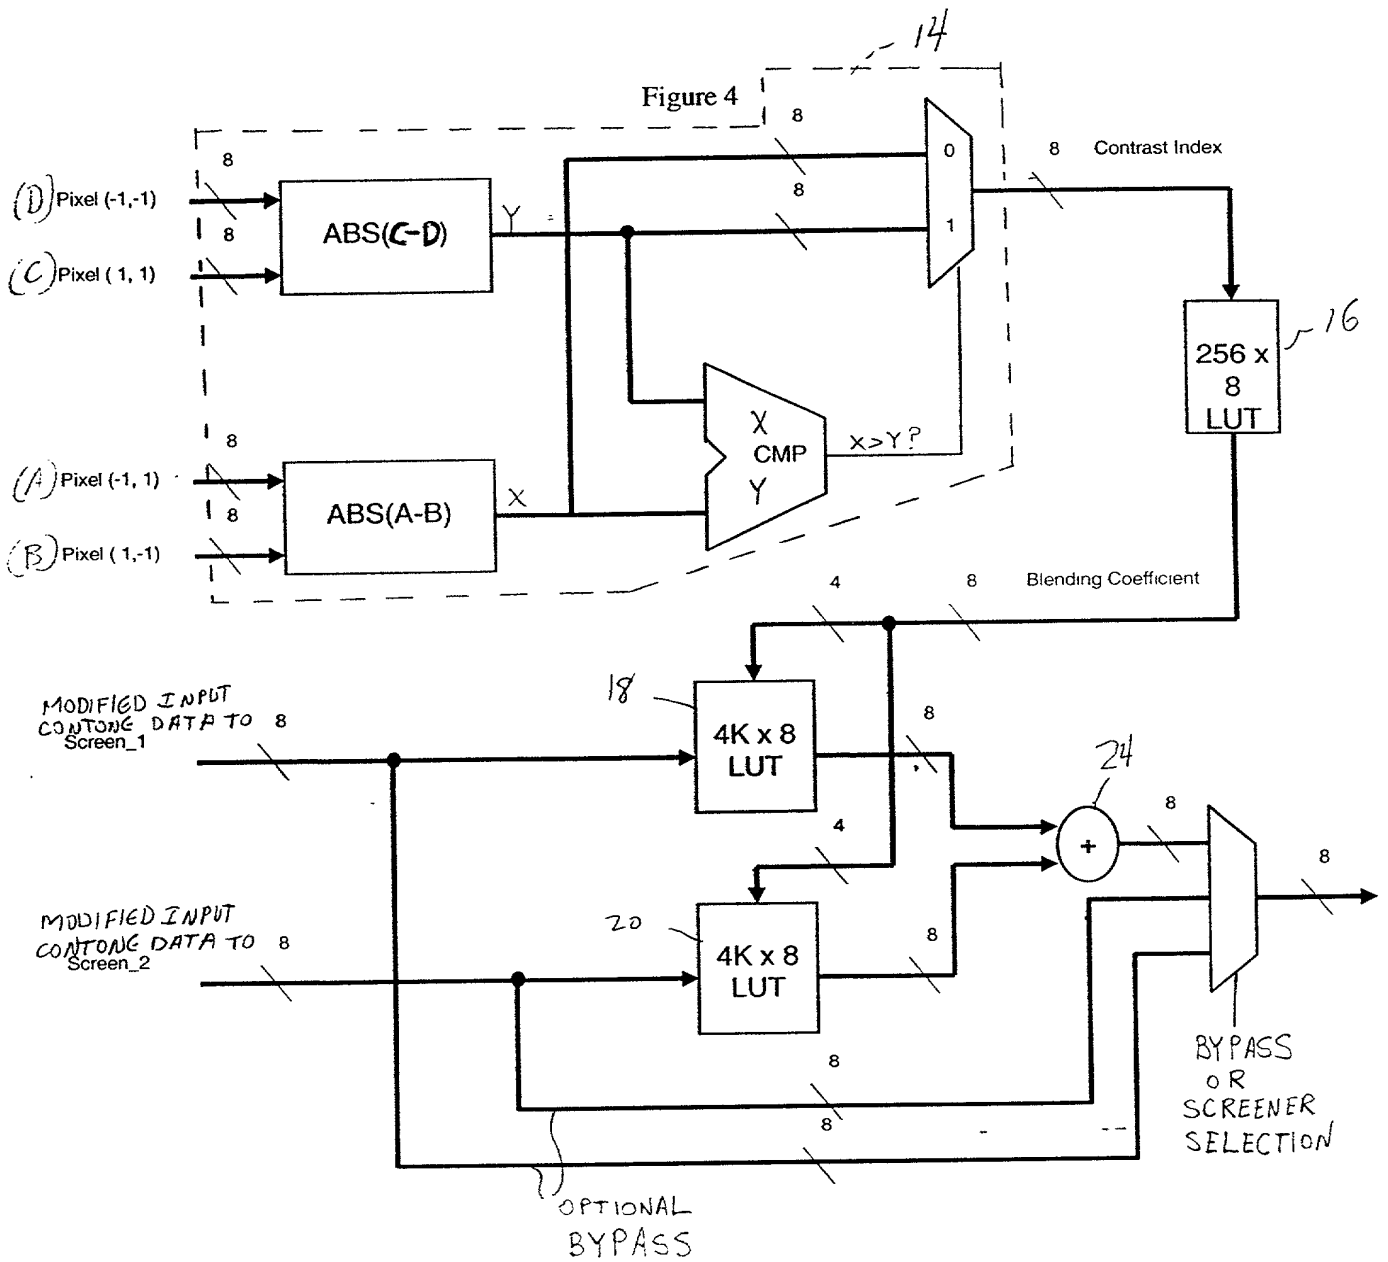 14
Figure 4
8
8
0
8 Contrast Index
(D) Pixel (-1,-1)
8
ABS(C-D)
Y
8
1
8
(C) Pixel ( 1, 1)
16
256 x
8
LUT
X
CMP
Y
X>Y?
8
(A) Pixel (-1, 1)
X
8
ABS(A-B)
(B) Pixel ( 1,-1)
4
8
Blending Coefficient
18
MODIFIED INPUT
CONTONE DATA TO
Screen_1
8
4K x 8
LUT
8
24
8
+
4
8
MODIFIED INPUT
CONTONE DATA TO
Screen_2
8
20
4K x 8
LUT
8
BYPASS
OR
SCREENER
SELECTION
8
8
OPTIONAL
BYPASS